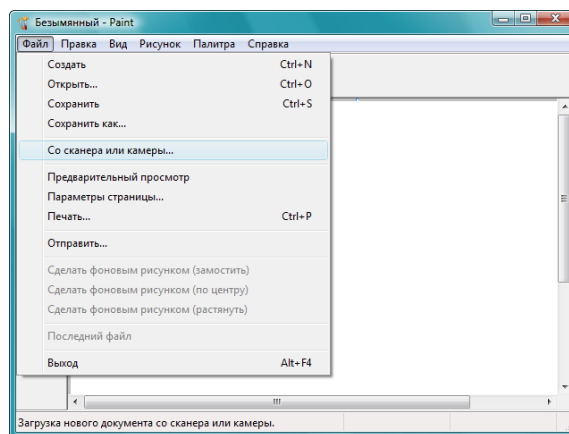 Безымянный - Paint
Файл Правка Вид Рисунок Палитра Справка
Создать Ctrl+N
Открыть... Ctrl+O
Сохранить Ctrl+S
Сохранить как...
Со сканера или камеры...
Предварительный просмотр
Параметры страницы...
Печать... Ctrl+P
Отправить...
Сделать фоновым рисунком (замостить)
Сделать фоновым рисунком (по центру)
Сделать фоновым рисунком (растянуть)
Последний файл
Выход Alt+F4
Загрузка нового документа со сканера или камеры.